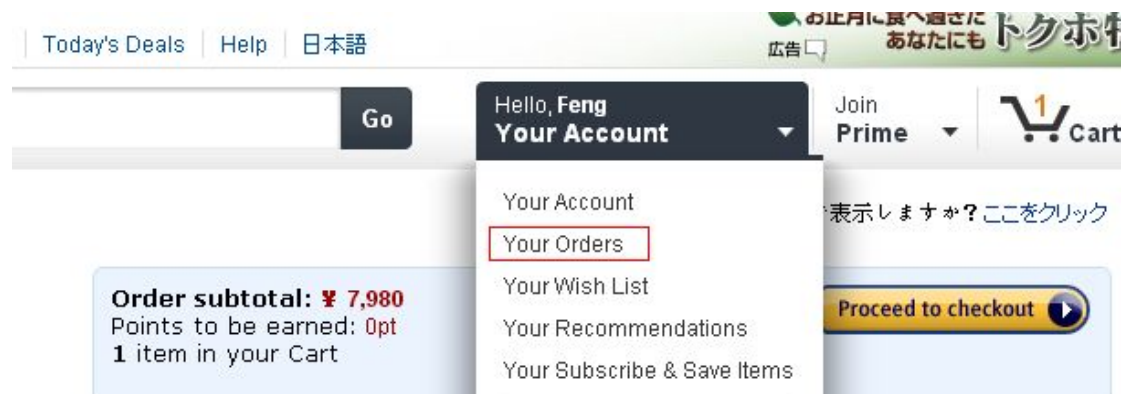 お正月に食べ過ぎた
Today's Deals Help 日本語
あなたにも
トクホ
広告
Go
Hello, Feng
Your Account
Join
Prime
1
Cart
Your Account
表示しますか?ここをクリック
Your Orders
Your Wish List
Your Recommendations
Your Subscribe & Save Items
Order subtotal: ¥ 7,980
Points to be earned: 0pt
1 item in your Cart
Proceed to checkout